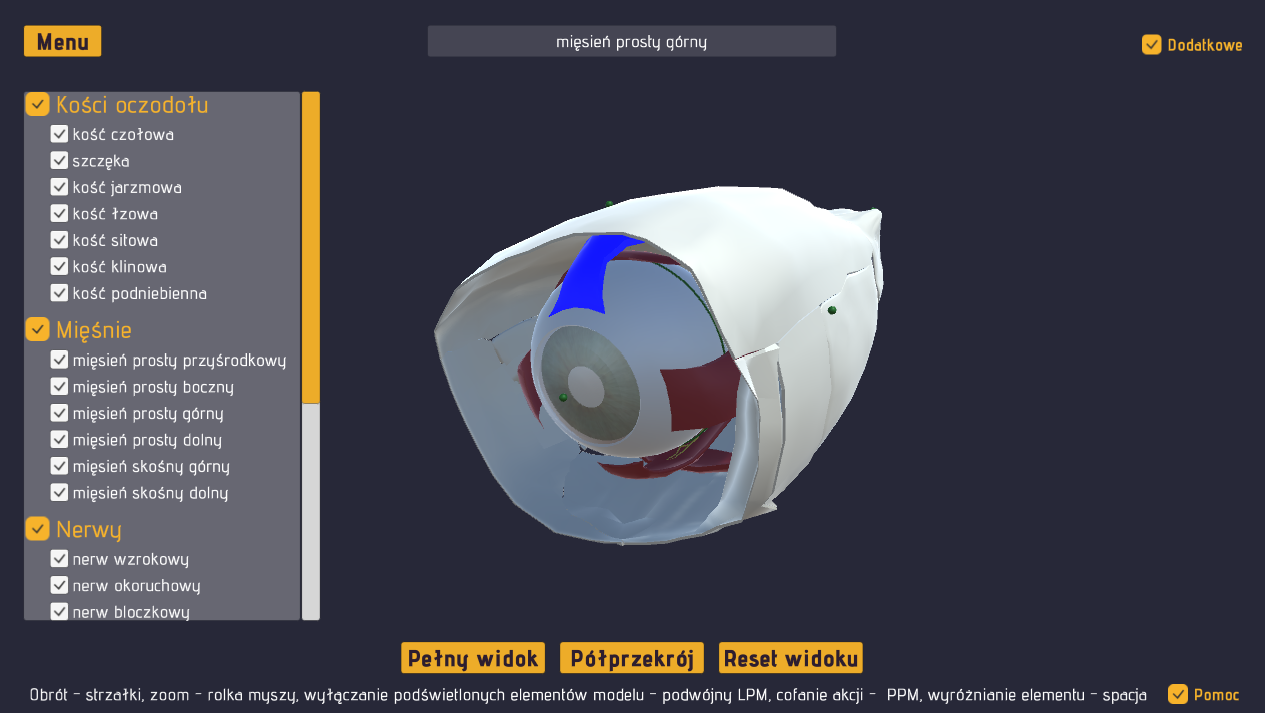 Menu
mięsień prosty górny
Dodatkowe
Kości oczodołu
kość czołowa
szczęka
kość jarzmowa
kość łzowa
kość sitowa
kość klinowa
kość podniebienna
Mięśnie
mięsień prosty przyśrodkowy
mięsień prosty boczny
mięsień prosty górny
mięsień prosty dolny
mięsień skośny górny
mięsień skośny dolny
Nerwy
nerw wzrokowy
nerw okoruchowy
nerw bloczkowy
Pełny widok
Półprzekrój
Reset widoku
Obrót - strzałki, zoom - rolka myszy, wyłączanie podświetlonych elementów modelu - podwójny LPM, cofanie akcji - PPM, wyróżnianie elementu - spacja
Pomoc